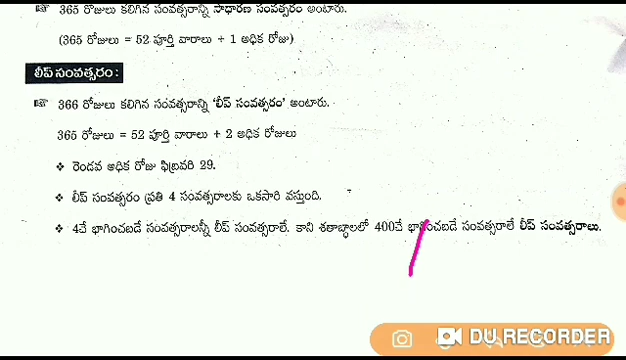 365 రోజులు కలిగిన సంవత్సరాన్ని సాధారణ సంవత్సరం అంటారు.
(365 రోజులు = 52 పూర్తి వారాలు + 1 అధిక రోజు)
లీప్ సంవత్సరం :
366 రోజులు కలిగిన సంవత్సరాన్ని 'లీప్ సంవత్సరం' అంటారు.
365 రోజులు = 52 పూర్తి వారాలు + 2 అధిక రోజులు
❖ రెండవ ఆధిక రోజు ఫిబ్రవరి 29.
❖ లీప్ సంవత్సరం ప్రతి 4 సంవత్సరాలకు ఒకసారి వస్తుంది.
❖ 4చే భాగించబడే సంవత్సరాలన్నీ లీప్ సంవత్సరాలే. కాని శతాబ్ధాలలో 400చే భాగించబడే సంవత్సరాలే లీప్ సంవత్సరాలు.
DU RECORDER